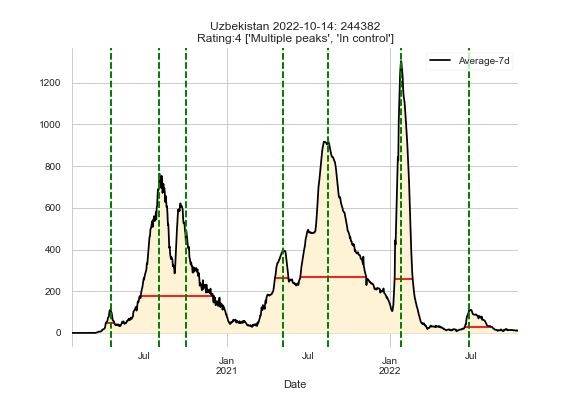 Uzbekistan 2022-10-14: 244382
Rating:4 ['Multiple peaks', 'In control']
Average-7d
1200
1000
800
600
400
200
0
Jul
Jan
2021
Jul
Jan
2022
Jul
Date